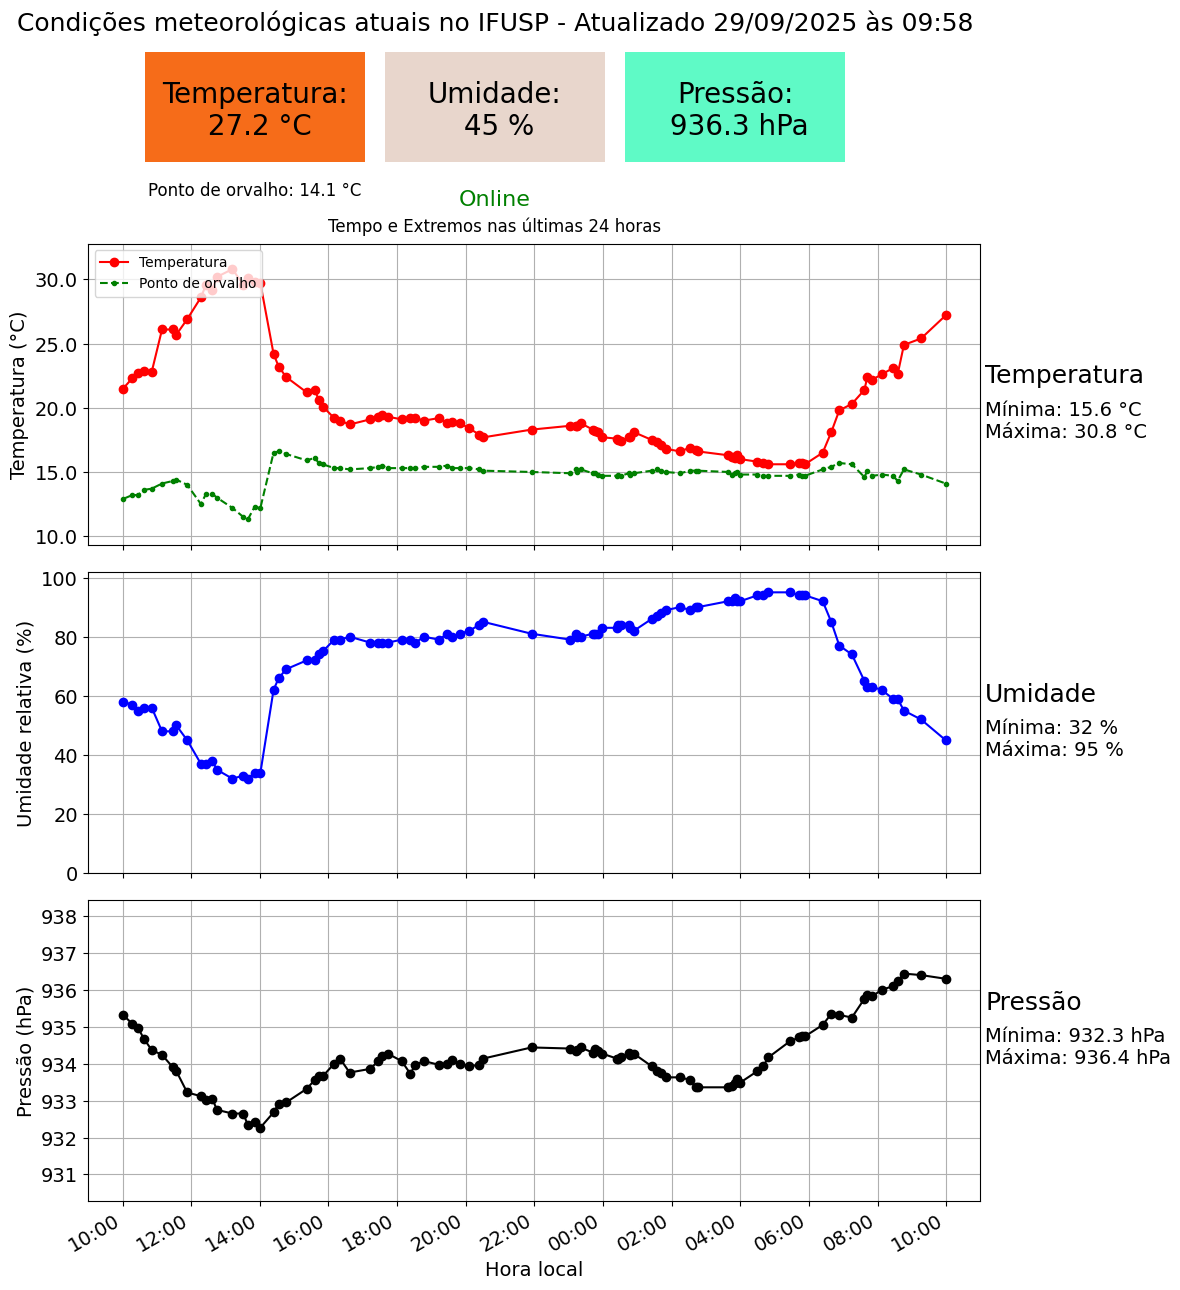 Condições meteorológicas atuais no IFUSP - Atualizado 29/09/2025 às 09:58
Temperatura:
27.2 °C
Umidade:
45 %
Pressão:
936.3 hPa
Ponto de orvalho: 14.1 °C
Online
Tempo e Extremos nas últimas 24 horas
Temperatura
Ponto de orvalho
Temperatura (°C)
30.0
25.0
20.0
15.0
10.0
Temperatura
Mínima: 15.6 °C
Máxima: 30.8 °C
Umidade relativa (%)
100
80
60
40
20
0
Umidade
Mínima: 32 %
Máxima: 95 %
Pressão (hPa)
938
937
936
935
934
933
932
931
Pressão
Mínima: 932.3 hPa
Máxima: 936.4 hPa
10:00
12:00
14:00
16:00
18:00
20:00
22:00
00:00
02:00
04:00
06:00
08:00
10:00
Hora local